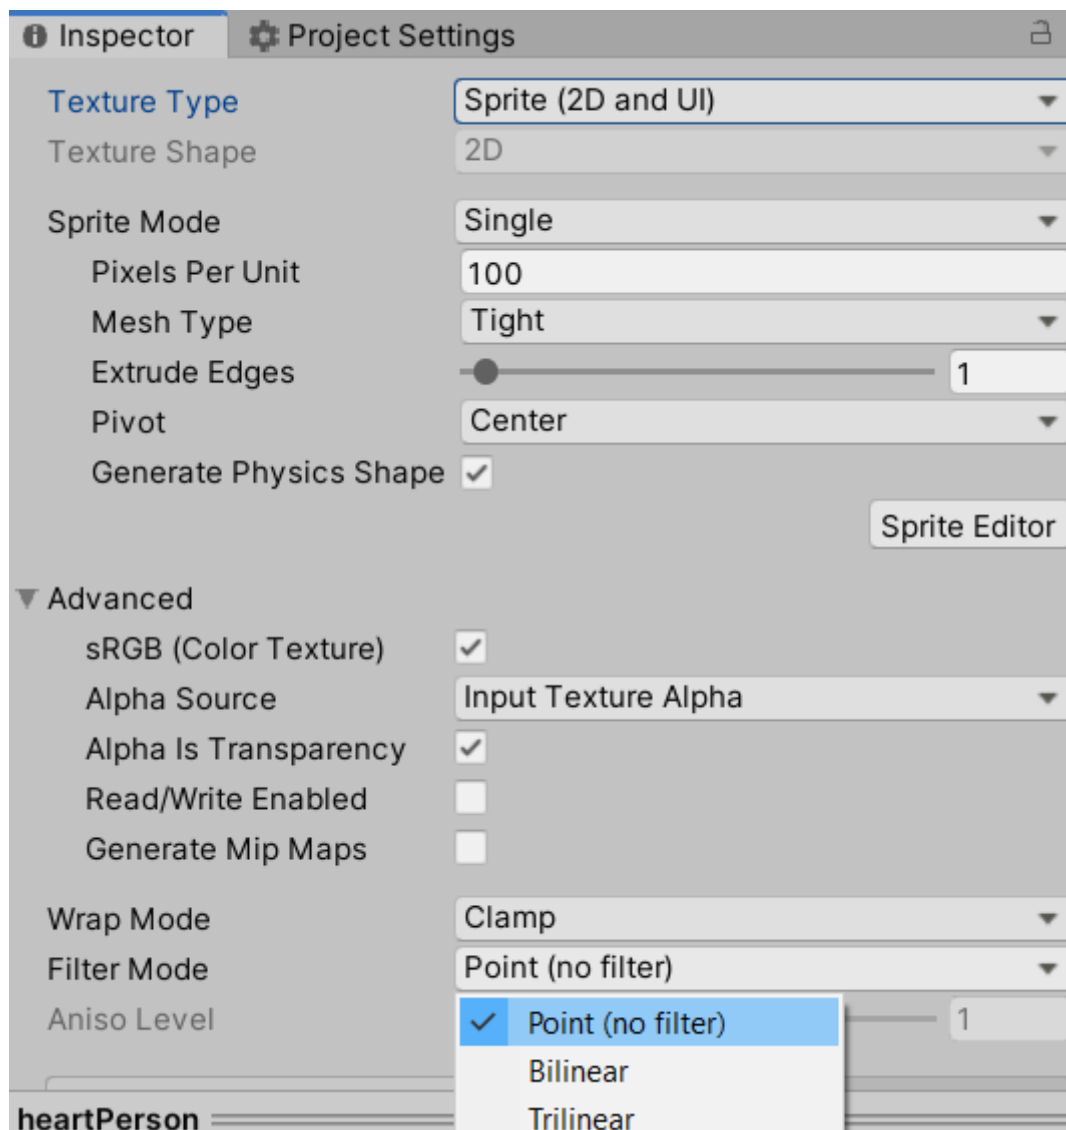 Inspector Project Settings
Texture Type Sprite (2D and UI)
Texture Shape 2D
Sprite Mode Single
Pixels Per Unit 100
Mesh Type Tight
Extrude Edges 1
Pivot Center
Generate Physics Shape
Sprite Editor
Advanced
sRGB (Color Texture)
Alpha Source Input Texture Alpha
Alpha Is Transparency
Read/Write Enabled
Generate Mip Maps
Wrap Mode Clamp
Filter Mode Point (no filter)
Aniso Level Point (no filter) 1
Bilinear
heartPerson Trilinear